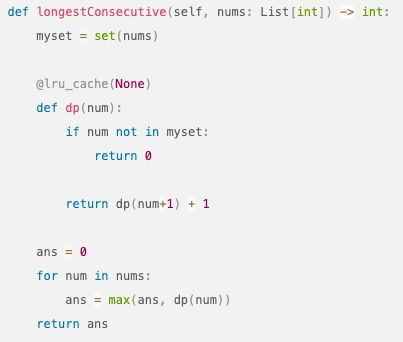 def longestConsecutive(self, nums: List[int]) -> int:
    myset = set(nums)

    @lru_cache(None)
    def dp(num):
        if num not in myset:
            return 0

        return dp(num+1) + 1

    ans = 0
    for num in nums:
        ans = max(ans, dp(num))
    return ans